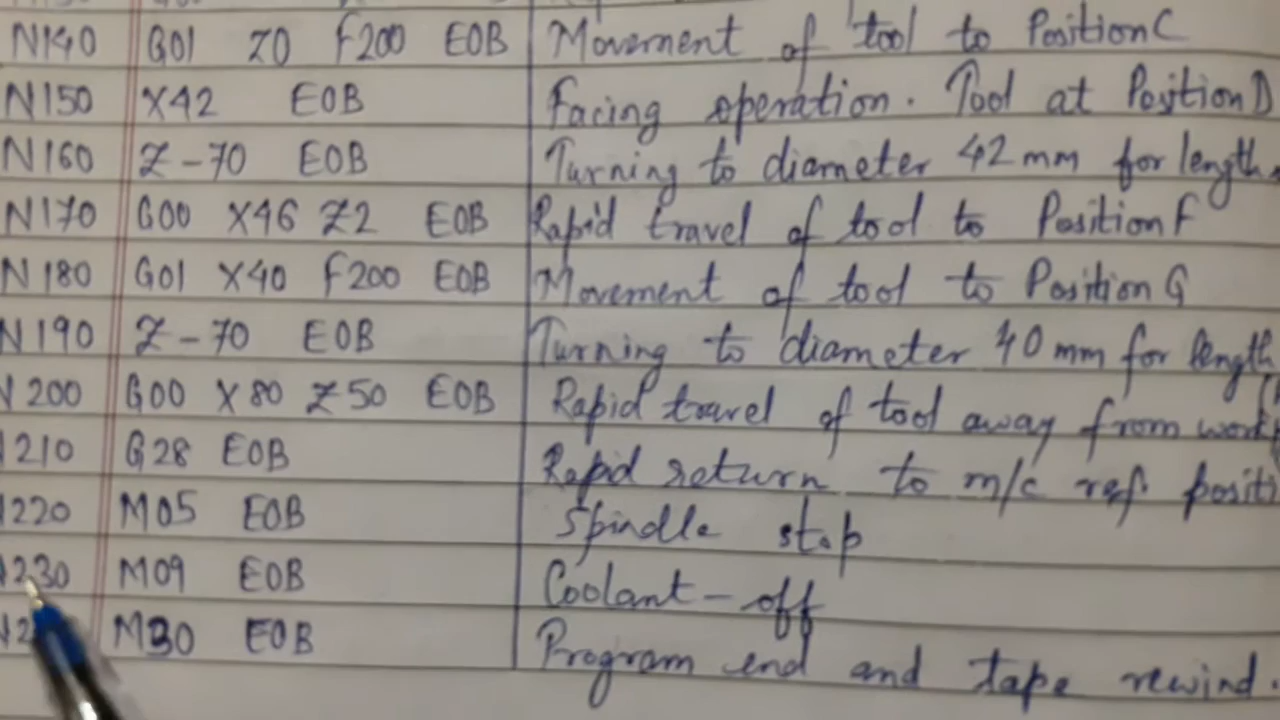 N140 G01 Z0 F200 EOB Movement of tool to Position C
N150 X42 EOB Facing operation. Tool at Position D
N160 Z-70 EOB Turning to diameter 42 mm for length
N170 G00 X46 Z2 EOB Rapid travel of tool to Position F
N180 G01 X40 F200 EOB Movement of tool to Position G
N190 Z-70 EOB Turning to diameter 40 mm for length
N200 G00 X80 Z50 EOB Rapid travel of tool away from work
210 G28 EOB Rapid return to m/c ref. positi
220 M05 EOB Spindle stop
230 M09 EOB Coolant-off
M30 EOB Program end and tape rewind.